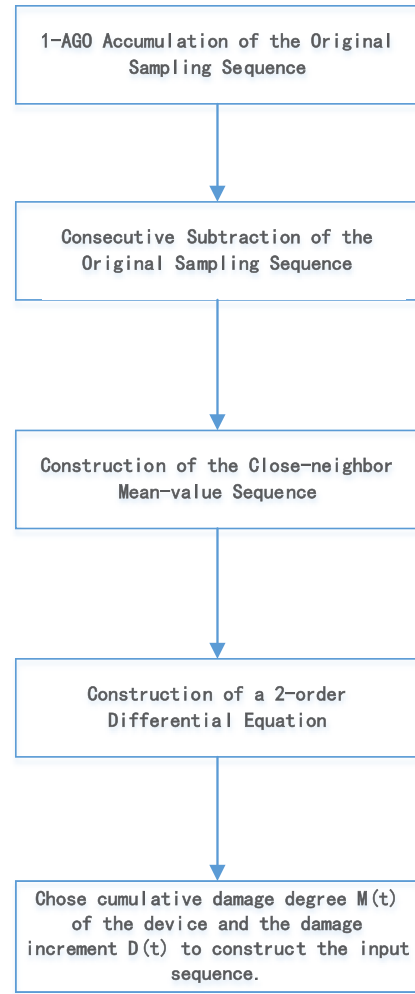 1-AGO Accumulation of the Original
Sampling Sequence
Consecutive Subtraction of the
Original Sampling Sequence
Construction of the Close-neighbor
Mean-value Sequence
Construction of a 2-order
Differential Equation
Chose cumulative damage degree M(t)
of the device and the damage
increment D(t) to construct the input
sequence.